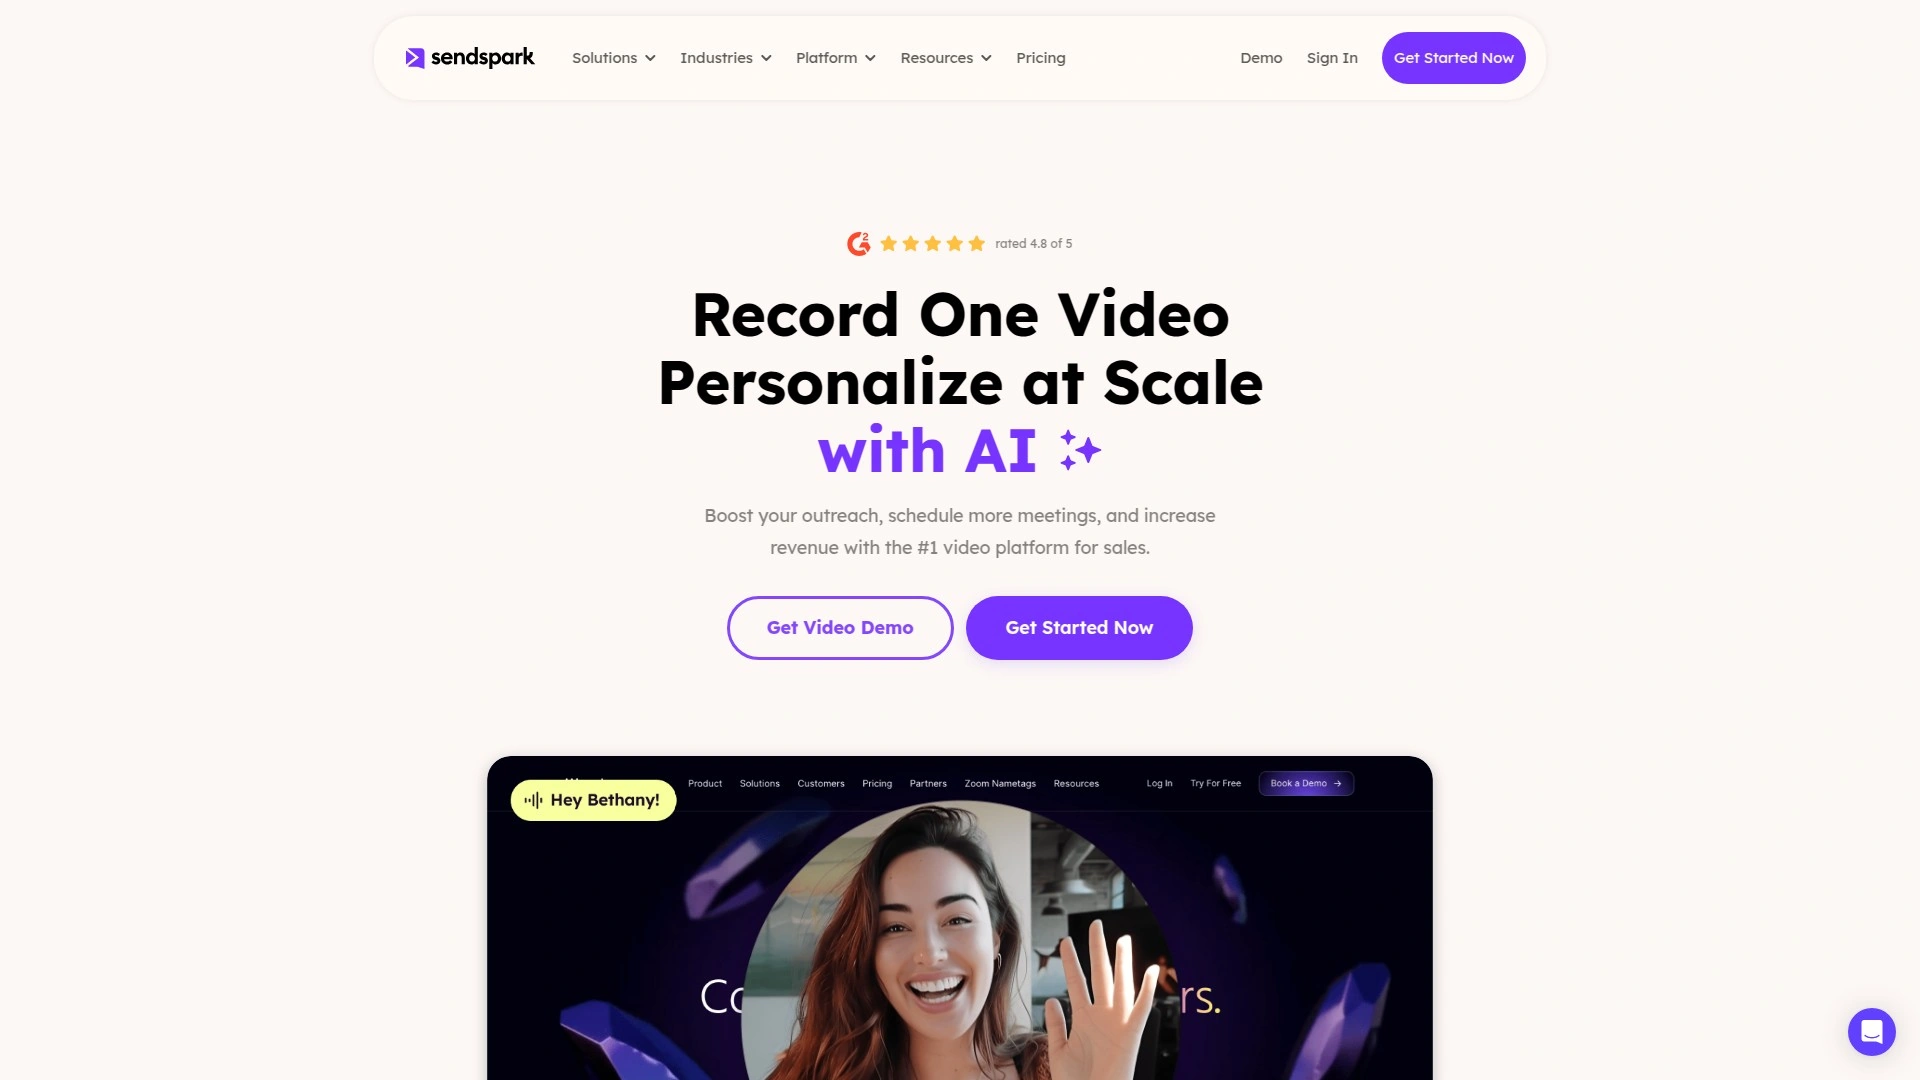 sendspark Solutions Industries Platform Resources Pricing Demo Sign In Get Started Now
G2 rated 4.8 of 5
Record One Video
Personalize at Scale
with AI
Boost your outreach, schedule more meetings, and increase
revenue with the #1 video platform for sales.
Get Video Demo Get Started Now
Product Solutions Customers Pricing Partners Zoom Nametags Resources Log In Try For Free Book a Demo →
Hey Bethany!
rs.